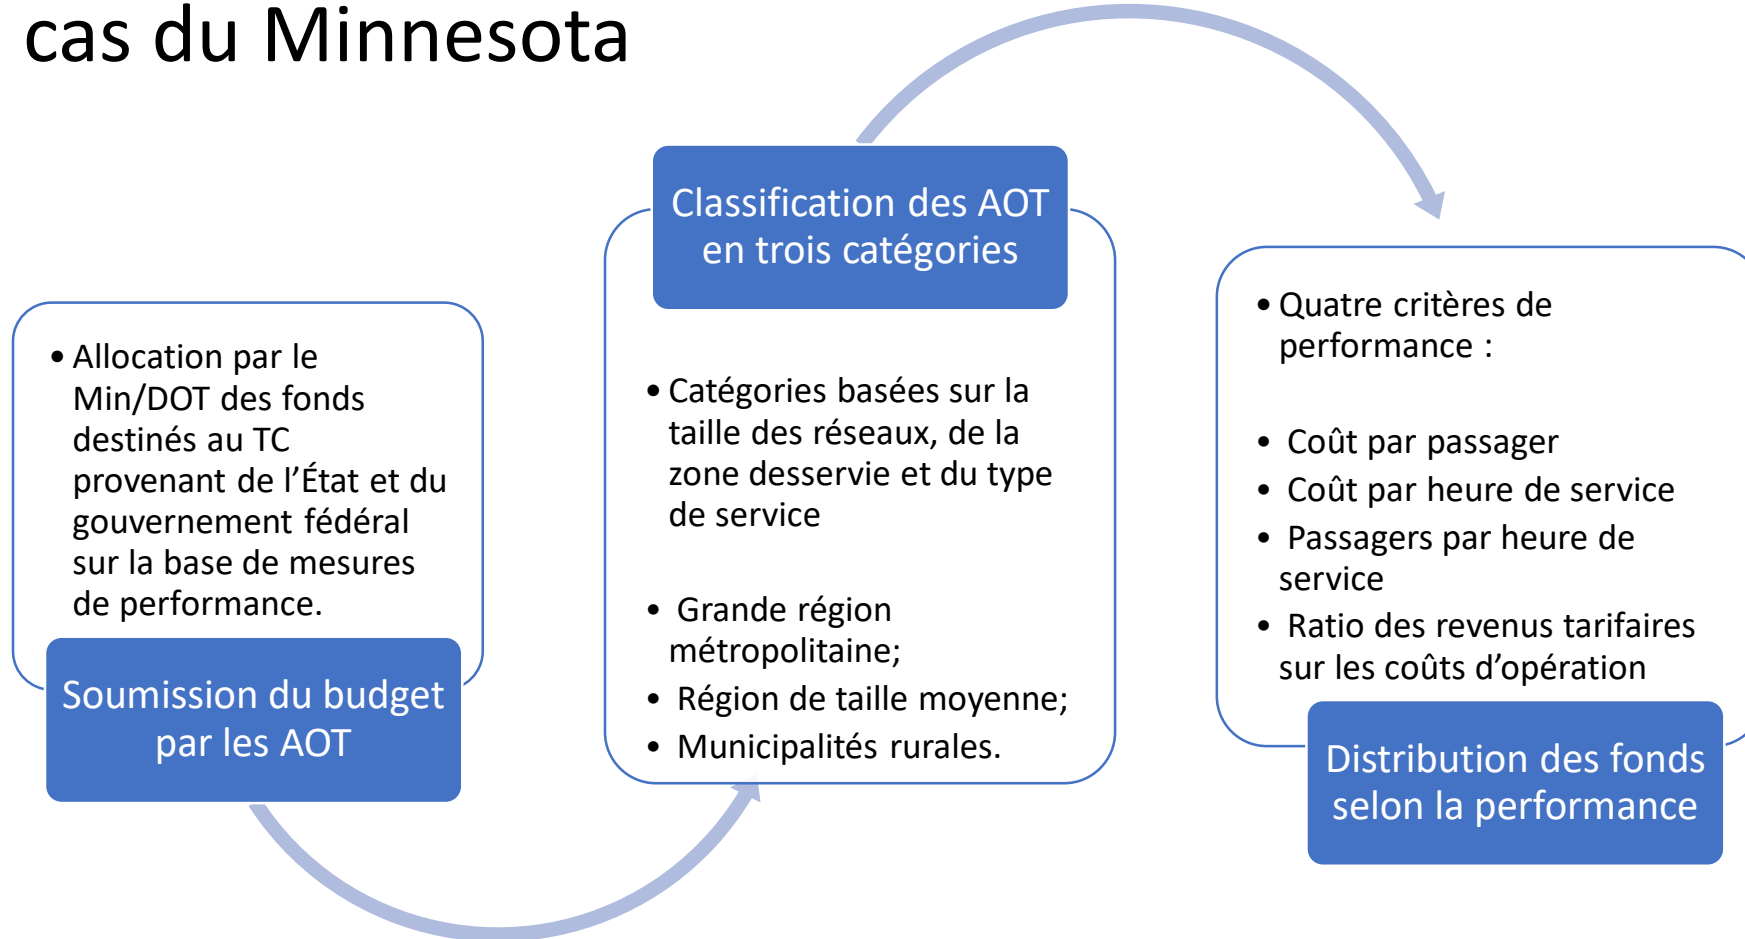 cas du Minnesota
• Allocation par le
Min/DOT des fonds
destinés au TC
provenant de l’État et du
gouvernement fédéral
sur la base de mesures
de performance.
Soumission du budget
par les AOT
Classification des AOT
en trois catégories
• Catégories basées sur la
taille des réseaux, de la
zone desservie et du type
de service
• Grande région
métropolitaine;
• Région de taille moyenne;
• Municipalités rurales.
• Quatre critères de
performance :
• Coût par passager
• Coût par heure de service
• Passagers par heure de
service
• Ratio des revenus tarifaires
sur les coûts d’opération
Distribution des fonds
selon la performance